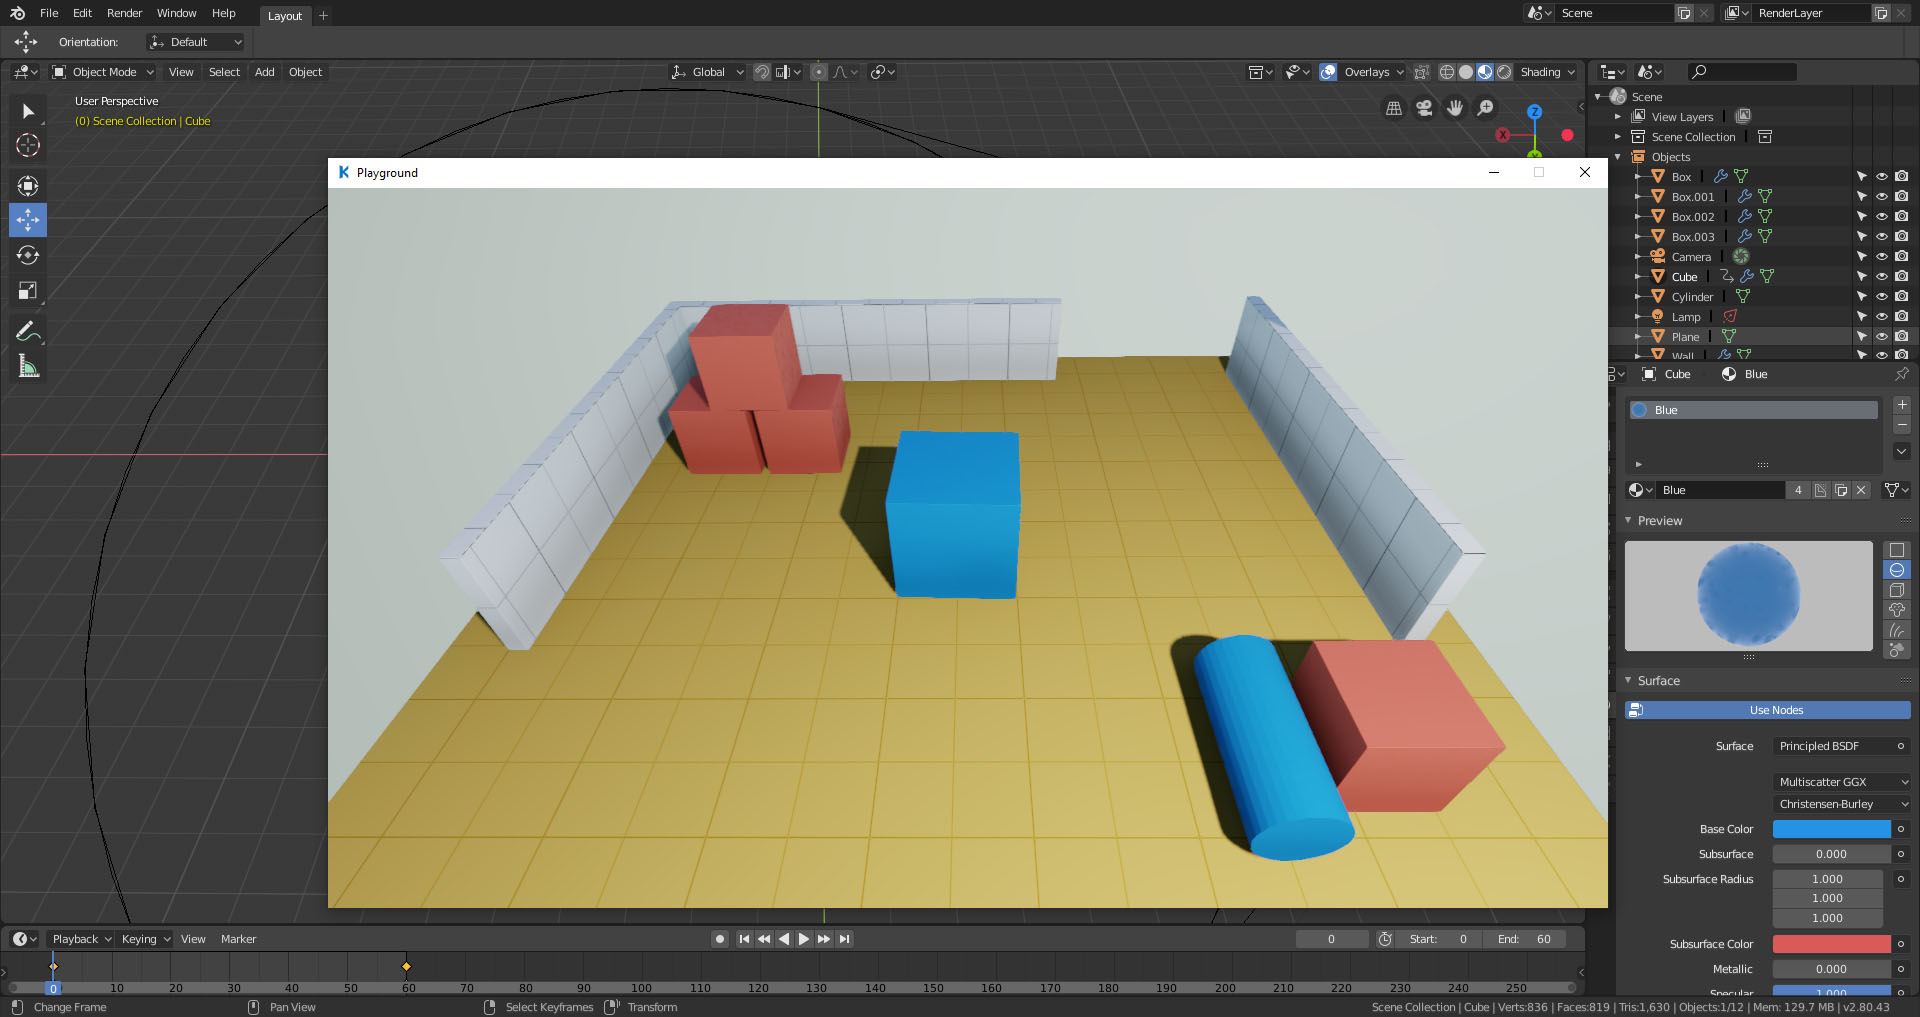 File Edit Render Window Help Layout + Scene RenderLayer
Orientation: Default
Object Mode View Select Add Object Global Overlays Shading
User Perspective
(0) Scene Collection | Cube
Z
X
Y
Playground
Scene
View Layers
Scene Collection
Objects
Box
Box.001
Box.002
Box.003
Camera
Cube
Cylinder
Lamp
Plane
Wall
Cube Blue
Blue
Blue 4
Preview
Surface
Use Nodes
Surface Principled BSDF
Multiscatter GGX
Christensen-Burley
Base Color
Subsurface 0.000
Subsurface Radius 1.000
1.000
1.000
Subsurface Color
Metallic 0.000
Specular 1.000
Playback Keying View Marker 0 Start: 0 End: 60
0 10 20 30 40 50 60 70 80 90 100 110 120 130 140 150 160 170 180 190 200 210 220 230 240 250
Change Frame Pan View Select Keyframes Transform Scene Collection | Cube | Verts:836 | Faces:819 | Tris:1,630 | Objects:1/12 | Mem: 129.7 MB | v2.80.43